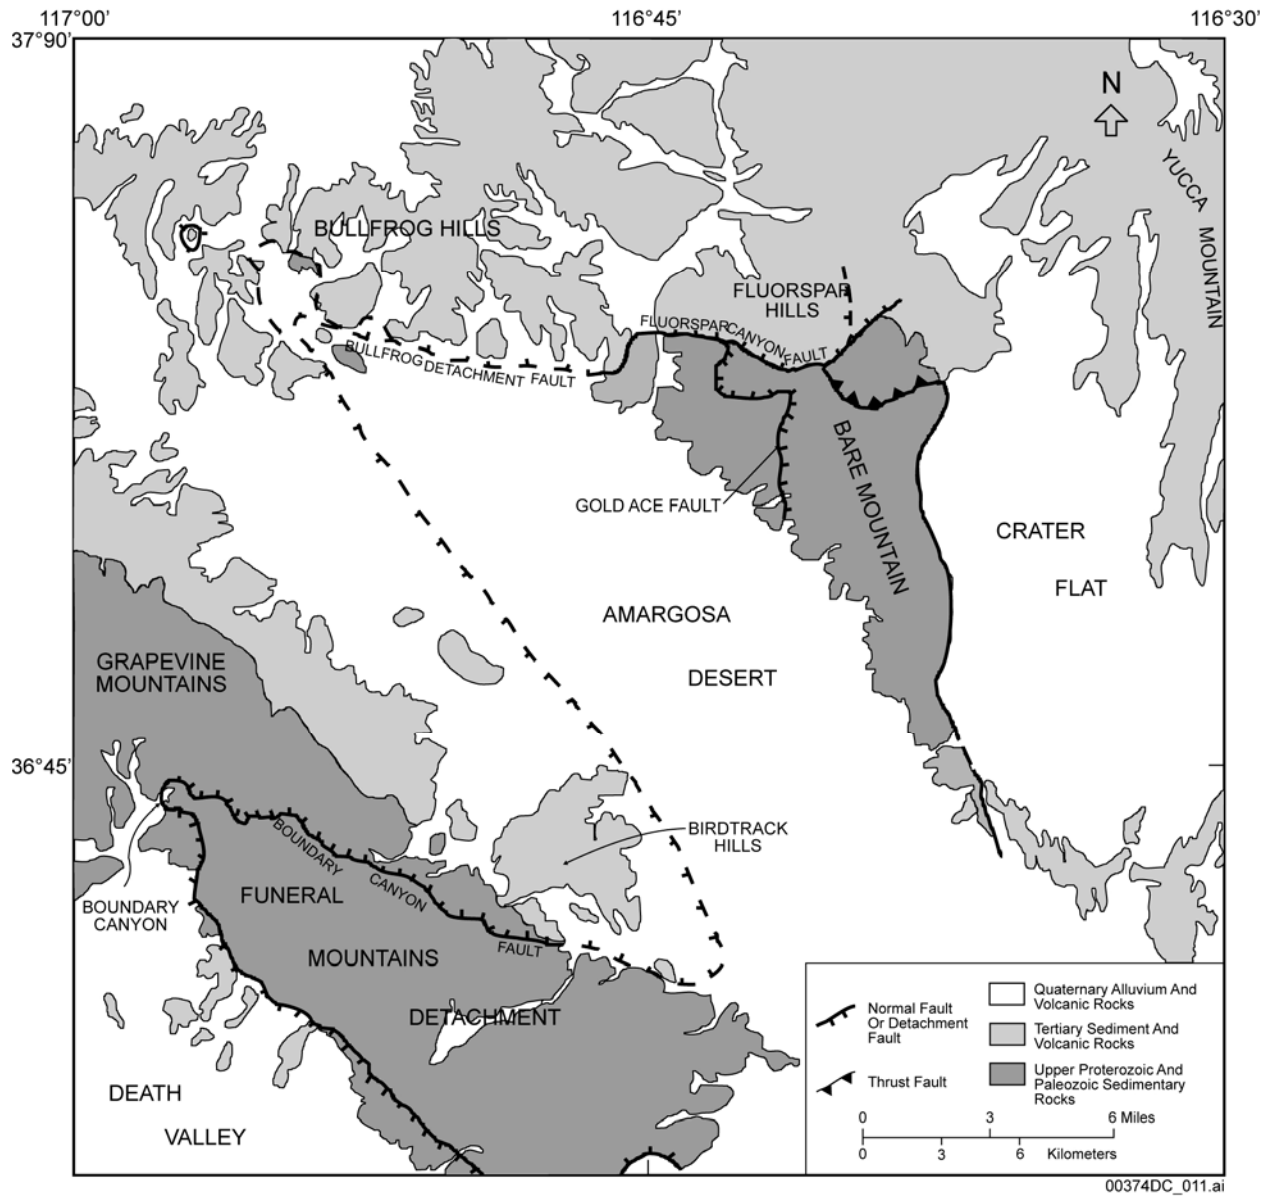 117°00'
116°45'
116°30'
37°90'
N
YUCCA
MOUNTAIN
BULLFROG HILLS
FLUORSPAR
HILLS
FLUORSPAR
CANYON
FAULT
BULLFROG
DETACHMENT
FAULT
GOLD ACE FAULT
BARE MOUNTAIN
CRATER
FLAT
AMARGOSA
DESERT
GRAPEVINE
MOUNTAINS
36°45'
BIRDTRACK
HILLS
BOUNDARY
CANYON
FAULT
BOUNDARY
CANYON
FUNERAL
MOUNTAINS
DETACHMENT
DEATH
VALLEY
Normal Fault
Or Detachment
Fault
Thrust Fault
Quaternary Alluvium And
Volcanic Rocks
Tertiary Sediment And
Volcanic Rocks
Upper Proterozoic And
Paleozoic Sedimentary
Rocks
0 3 6 Miles
0 3 6 Kilometers
00374DC_011.ai